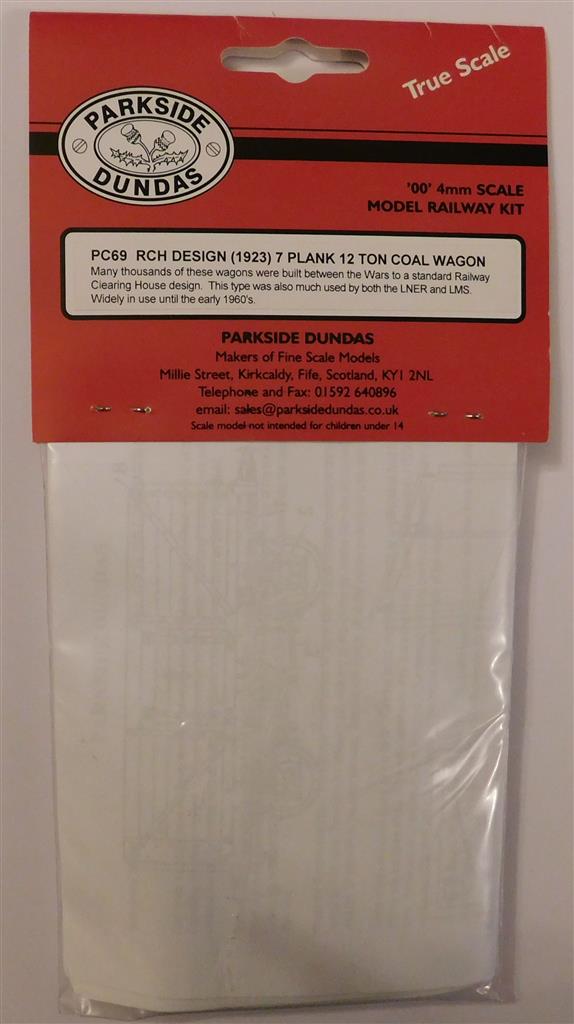 True Scale
PARKSIDE
DUNDAS
'00' 4mm SCALE
MODEL RAILWAY KIT
PC69 RCH DESIGN (1923) 7 PLANK 12 TON COAL WAGON
Many thousands of these wagons were built between the Wars to a standard Railway
Clearing House design. This type was also much used by both the LNER and LMS.
Widely in use until the early 1960's.
PARKSIDE DUNDAS
Makers of Fine Scale Models
Millie Street, Kirkcaldy, Fife, Scotland, KY1 2NL
Telephone and Fax: 01592 640896
email: sales@parksidedundas.co.uk
Scale model not intended for children under 14